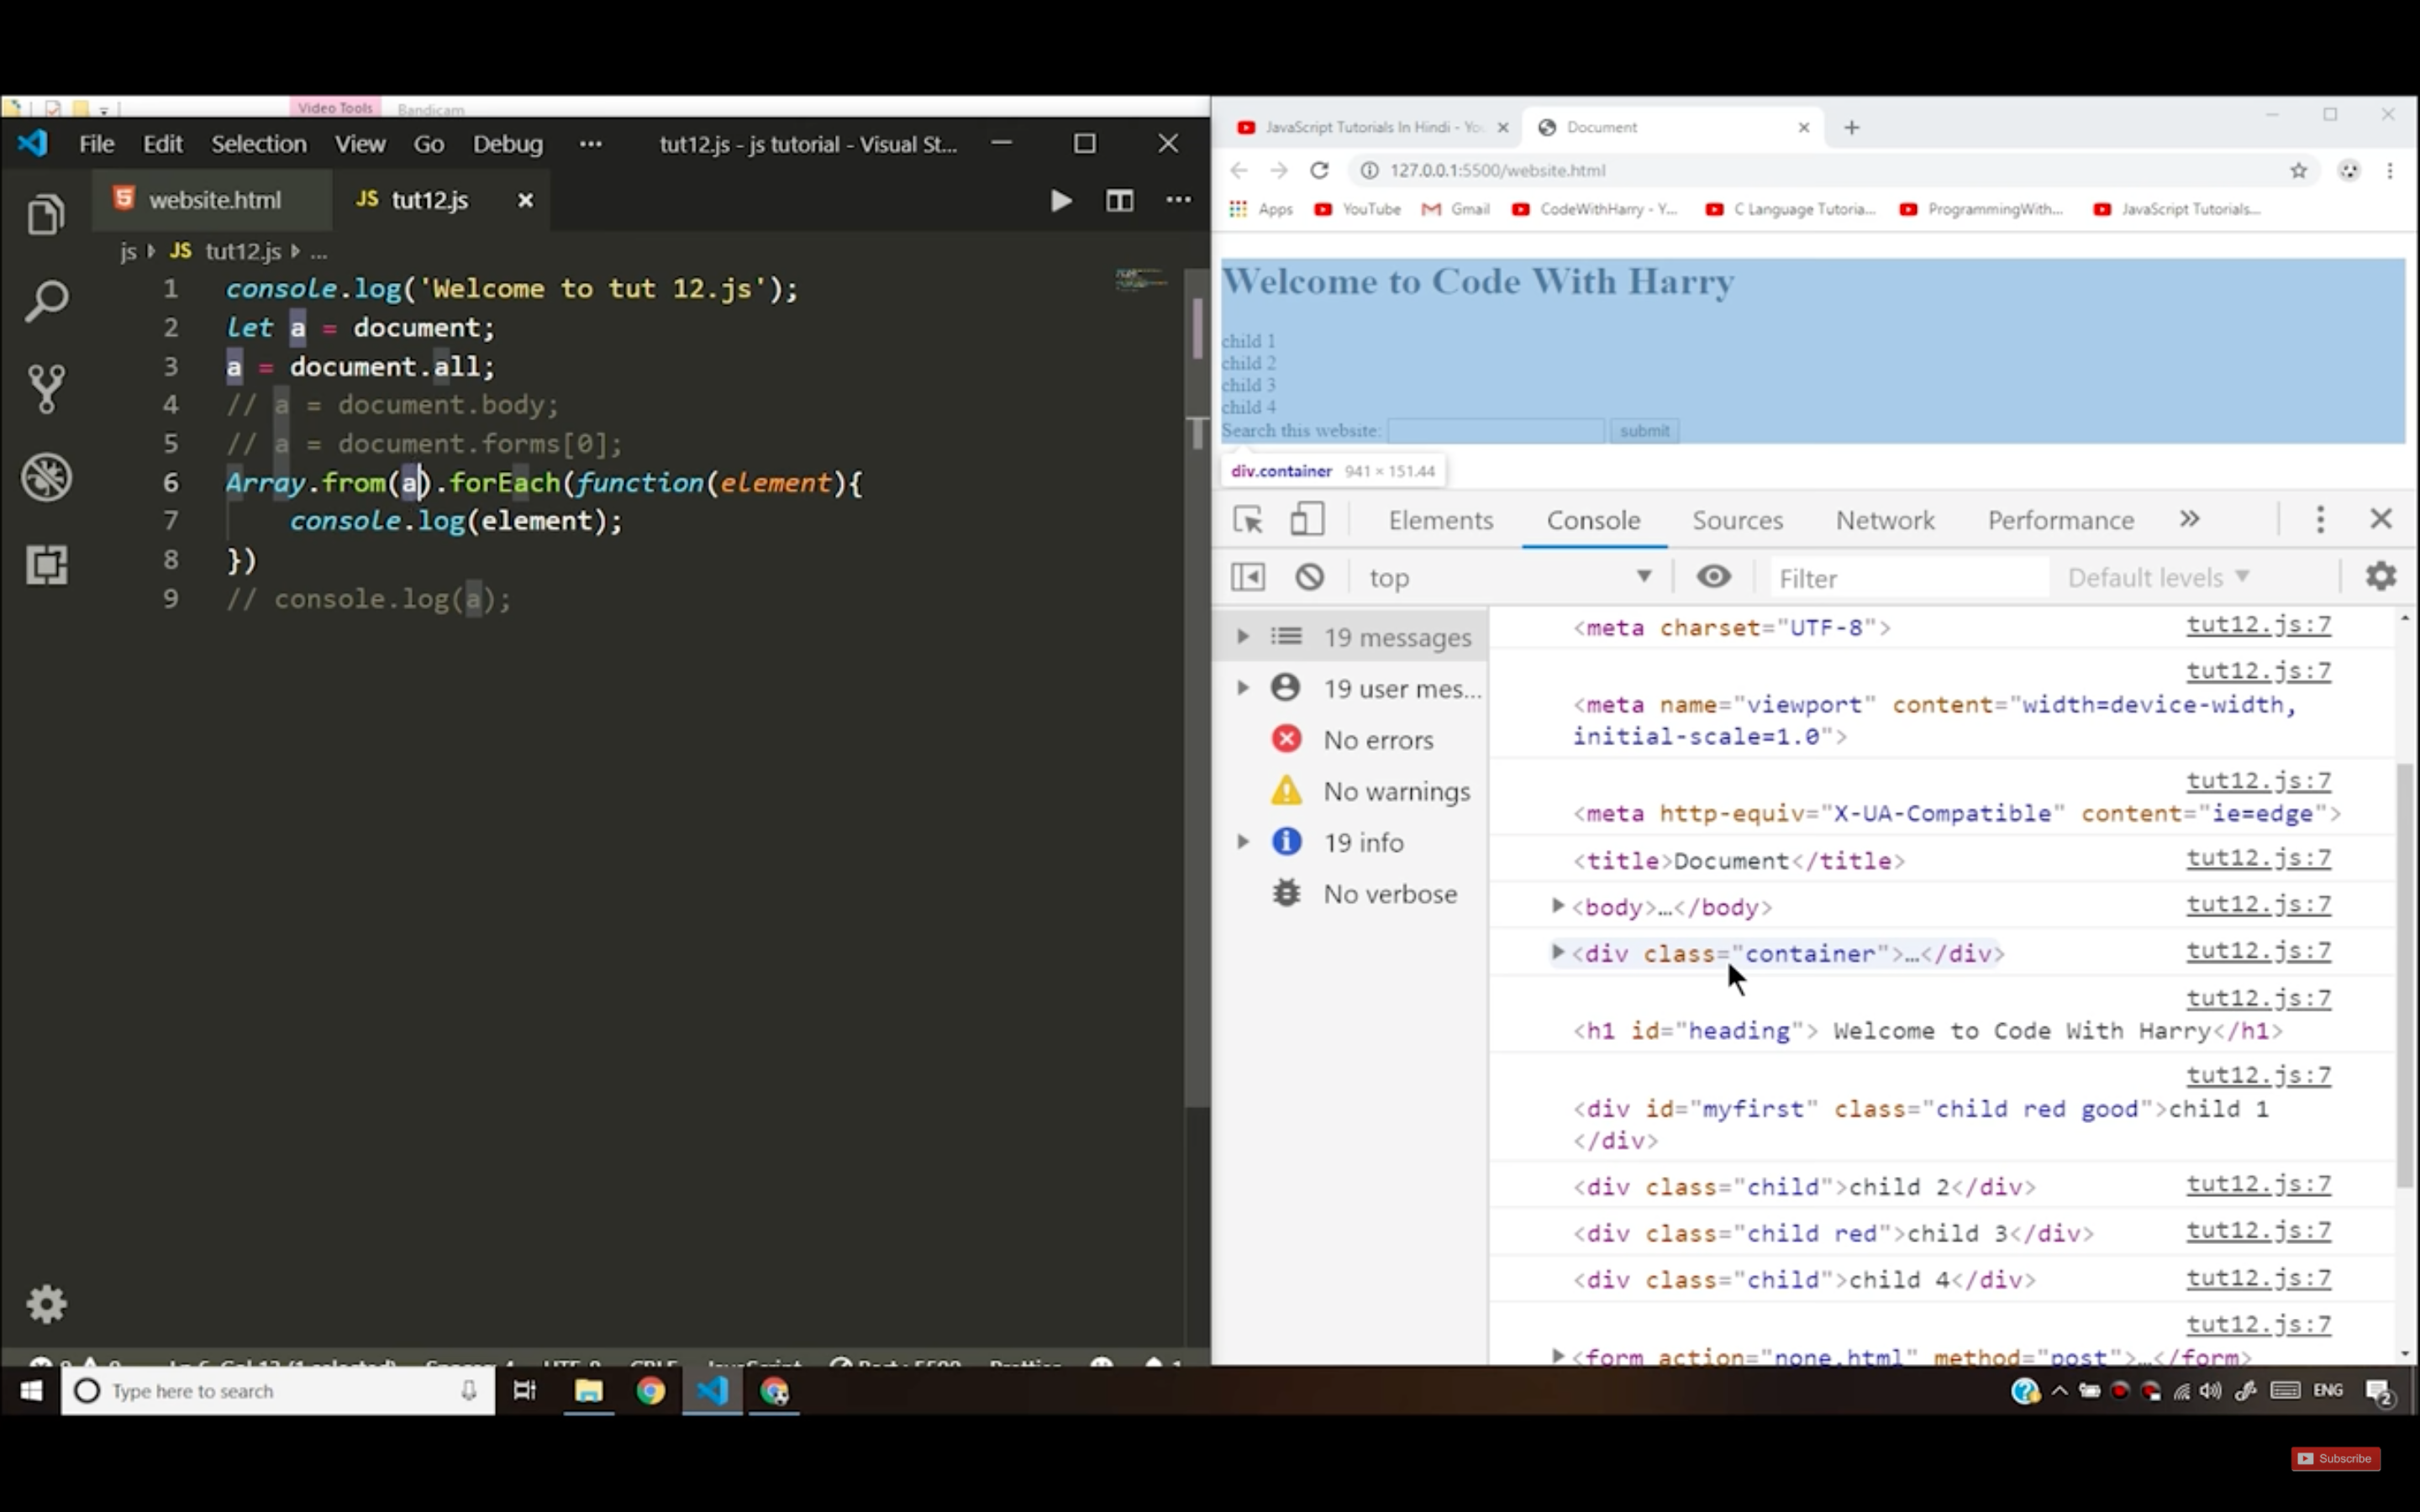 Video Tools
Bandicam
File Edit Selection View Go Debug ··· tut12.js - js tutorial - Visual St...
website.html
JS tut12.js
js JS tut12.js ...
1 console.log('Welcome to tut 12.js');
2 let a = document;
3 a = document.all;
4 // a = document.body;
5 // a = document.forms[0];
6 Array.from(a).forEach(function(element){
7 console.log(element);
8 })
9 // console.log(a);
JavaScript Tutorials In Hindi - You
Document
127.0.0.1:5500/website.html
Apps YouTube Gmail CodeWithHarry - Y... C Language Tutoria... ProgrammingWith... JavaScript Tutorials...
Welcome to Code With Harry
child 1
child 2
child 3
child 4
Search this website: submit
div.container 941 × 151.44
Elements Console Sources Network Performance »
top Filter Default levels
19 messages
19 user mes...
No errors
No warnings
19 info
No verbose
<meta charset="UTF-8"> tut12.js:7
tut12.js:7
<meta name="viewport" content="width=device-width,
initial-scale=1.0">
tut12.js:7
<meta http-equiv="X-UA-Compatible" content="ie=edge">
<title>Document</title> tut12.js:7
<body>…</body> tut12.js:7
<div class="container">…</div> tut12.js:7
tut12.js:7
<h1 id="heading"> Welcome to Code With Harry</h1>
tut12.js:7
<div id="myfirst" class="child red good">child 1
</div>
<div class="child">child 2</div> tut12.js:7
<div class="child red">child 3</div> tut12.js:7
<div class="child">child 4</div> tut12.js:7
tut12.js:7
<form action="none.html" method="post">…</form>
Type here to search
ENG
2
Subscribe